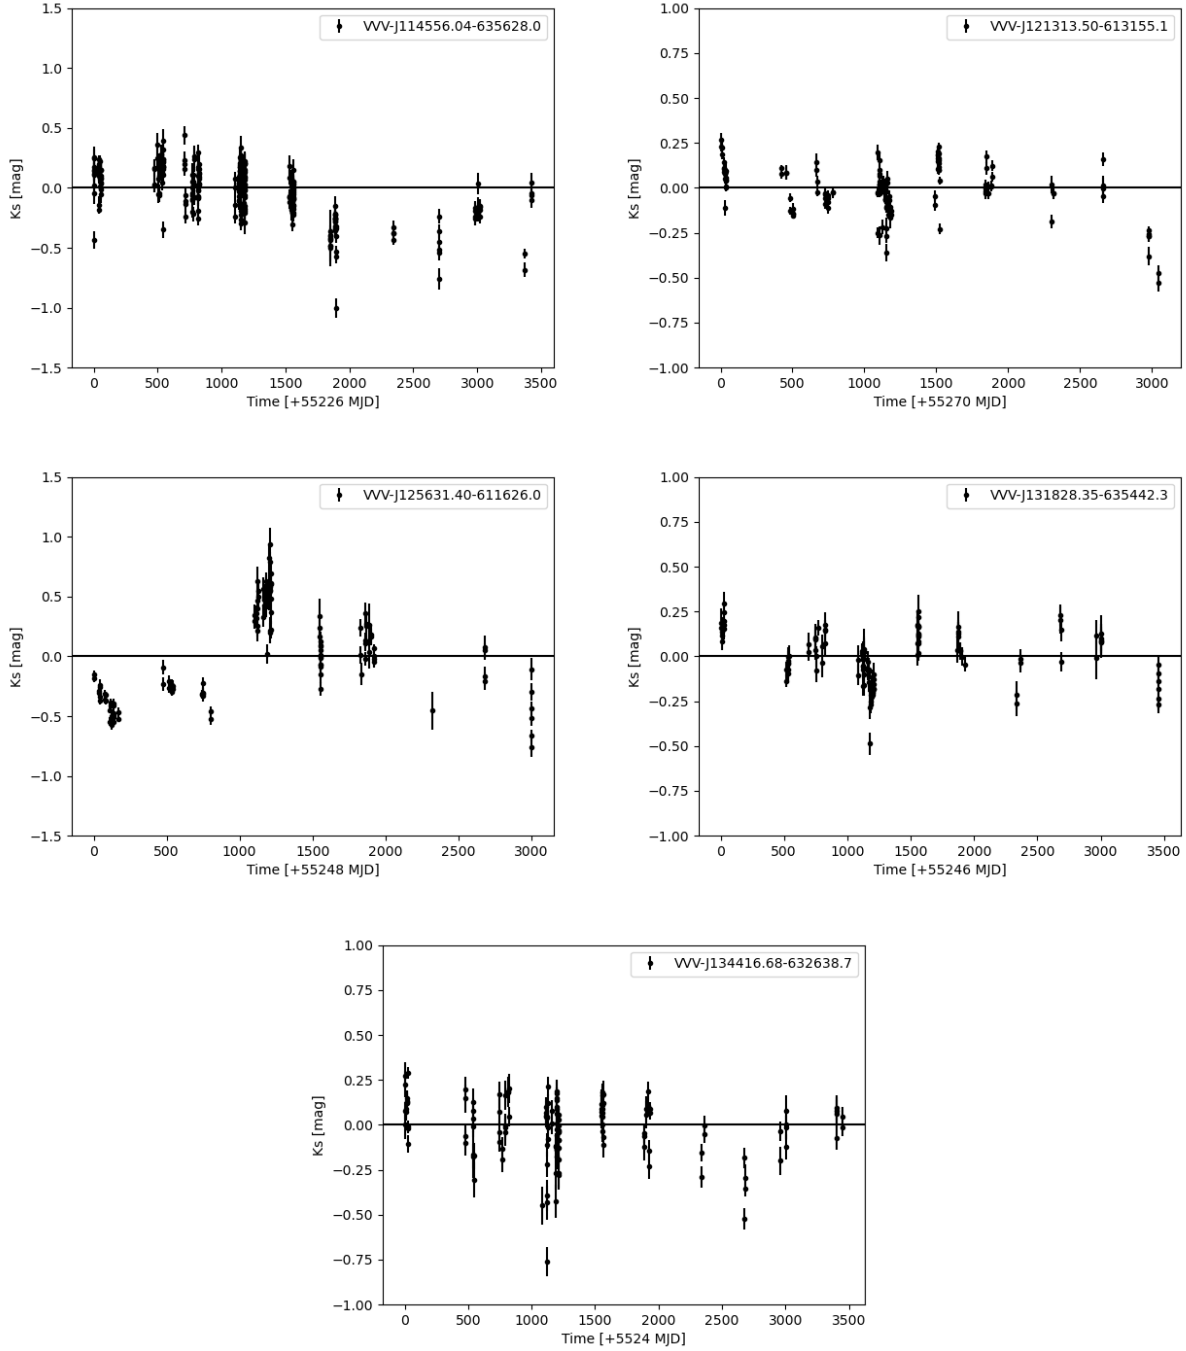 VVV-J114556.04-635628.0
1.5
1.0
0.5
0.0
−0.5
−1.0
−1.5
Ks [mag]
0 500 1000 1500 2000 2500 3000 3500
Time [+55226 MJD]
VVV-J121313.50-613155.1
1.00
0.75
0.50
0.25
0.00
−0.25
−0.50
−0.75
−1.00
Ks [mag]
0 500 1000 1500 2000 2500 3000
Time [+55270 MJD]
VVV-J125631.40-611626.0
1.5
1.0
0.5
0.0
−0.5
−1.0
−1.5
Ks [mag]
0 500 1000 1500 2000 2500 3000
Time [+55248 MJD]
VVV-J131828.35-635442.3
1.00
0.75
0.50
0.25
0.00
−0.25
−0.50
−0.75
−1.00
Ks [mag]
0 500 1000 1500 2000 2500 3000 3500
Time [+55246 MJD]
VVV-J134416.68-632638.7
1.00
0.75
0.50
0.25
0.00
−0.25
−0.50
−0.75
−1.00
Ks [mag]
0 500 1000 1500 2000 2500 3000 3500
Time [+5524 MJD]